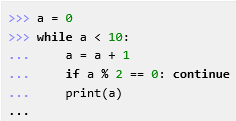 >>> a = 0
>>> while a < 10:
...     a = a + 1
...     if a % 2 == 0: continue
...     print(a)
...